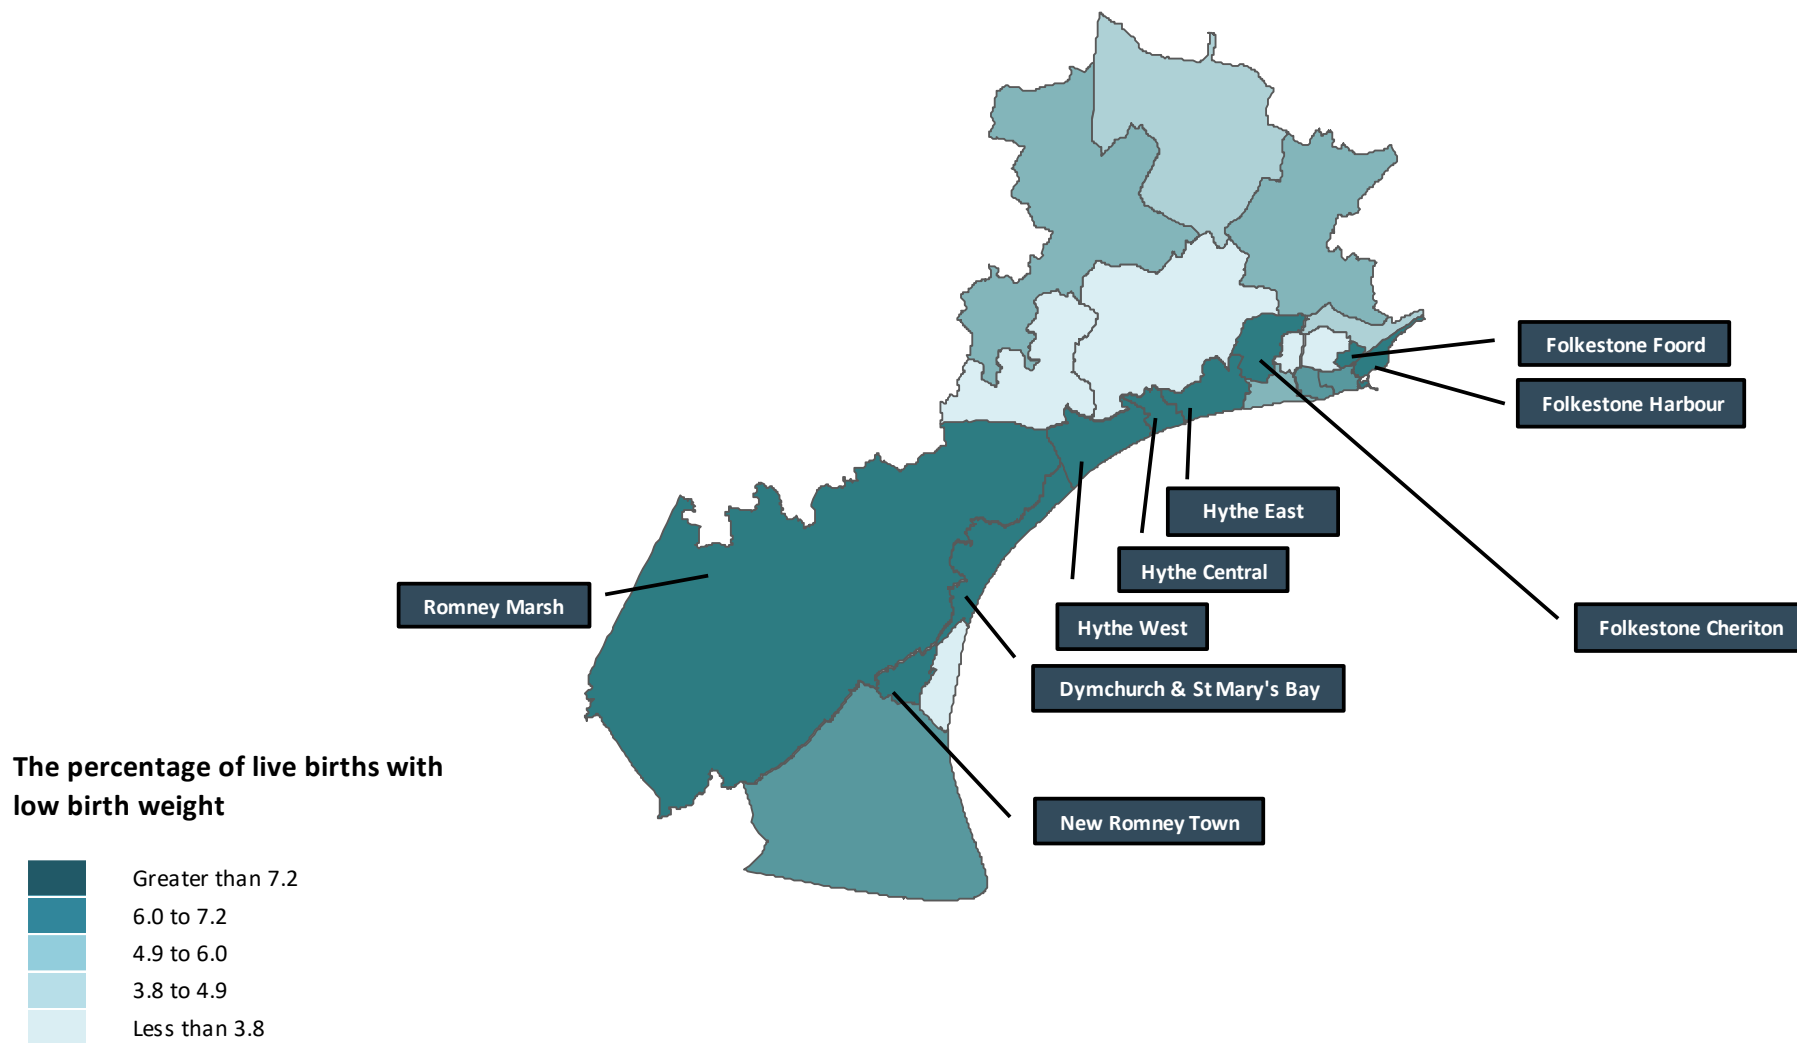 Folkestone Foord
Folkestone Harbour
Hythe East
Hythe Central
Romney Marsh
Hythe West
Folkestone Cheriton
Dymchurch & St Mary's Bay
New Romney Town
The percentage of live births with
low birth weight
Greater than 7.2
6.0 to 7.2
4.9 to 6.0
3.8 to 4.9
Less than 3.8